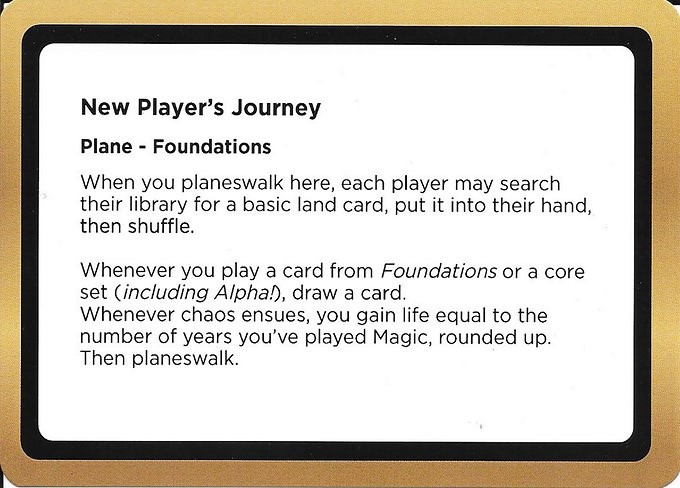 New Player's Journey
Plane - Foundations
When you planeswalk here, each player may search
their library for a basic land card, put it into their hand,
then shuffle.
Whenever you play a card from Foundations or a core
set (including Alpha!), draw a card.
Whenever chaos ensues, you gain life equal to the
number of years you've played Magic, rounded up.
Then planeswalk.